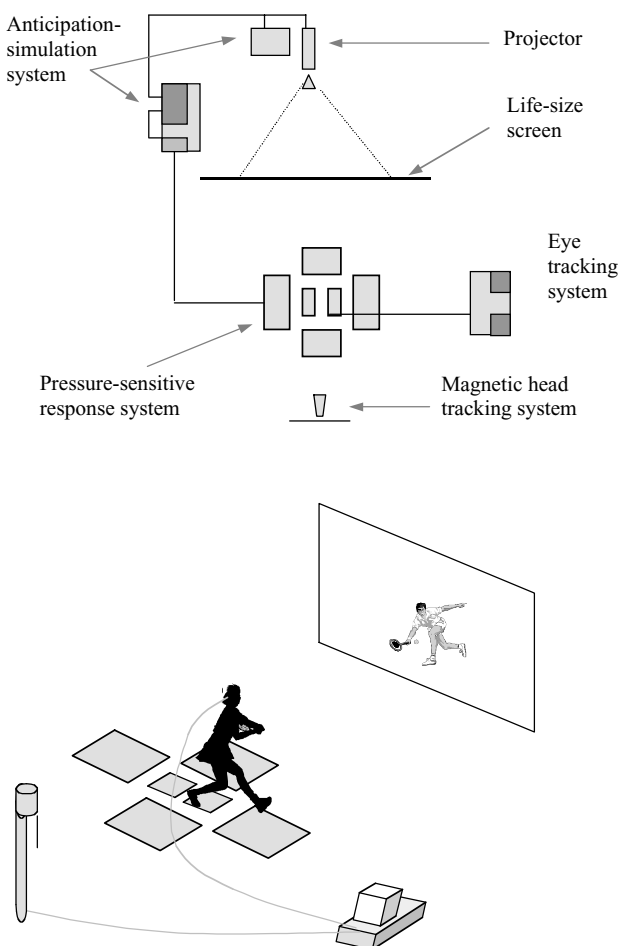 Anticipation-
simulation
system
Projector
Life-size
screen
Eye
tracking
system
Pressure-sensitive
response system
Magnetic head
tracking system